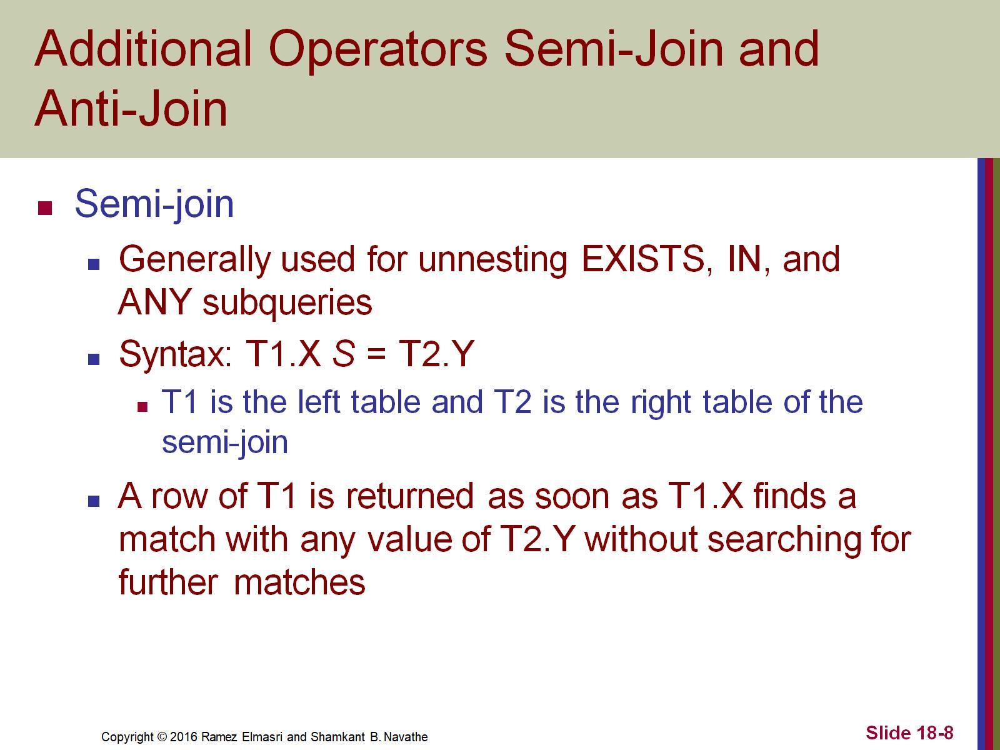 Additional Operators Semi-Join and
Anti-Join
Semi-join
Generally used for unnesting EXISTS, IN, and
ANY subqueries
Syntax: T1.X S = T2.Y
T1 is the left table and T2 is the right table of the
semi-join
A row of T1 is returned as soon as T1.X finds a
match with any value of T2.Y without searching for
further matches
Copyright © 2016 Ramez Elmasri and Shamkant B. Navathe
Slide 18-8